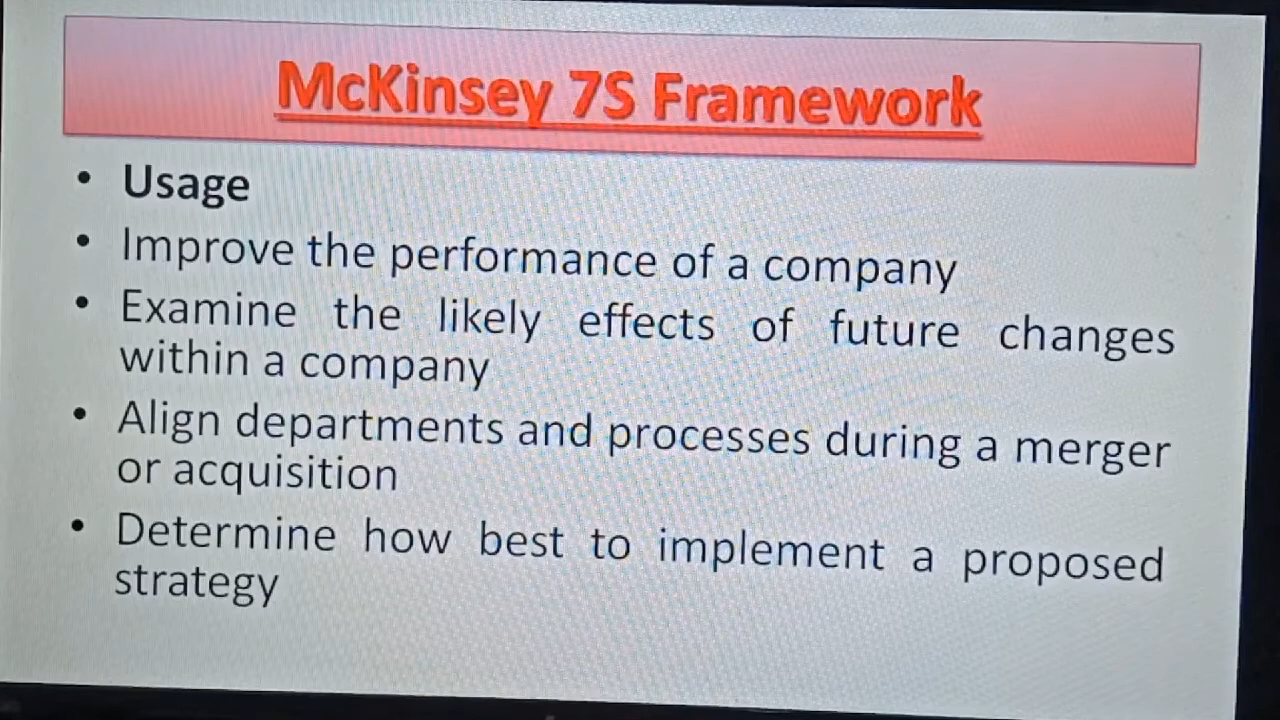 McKinsey 7S Framework
• Usage
• Improve the performance of a company
• Examine the likely effects of future changes
within a company
• Align departments and processes during a merger
or acquisition
• Determine how best to implement a proposed
strategy